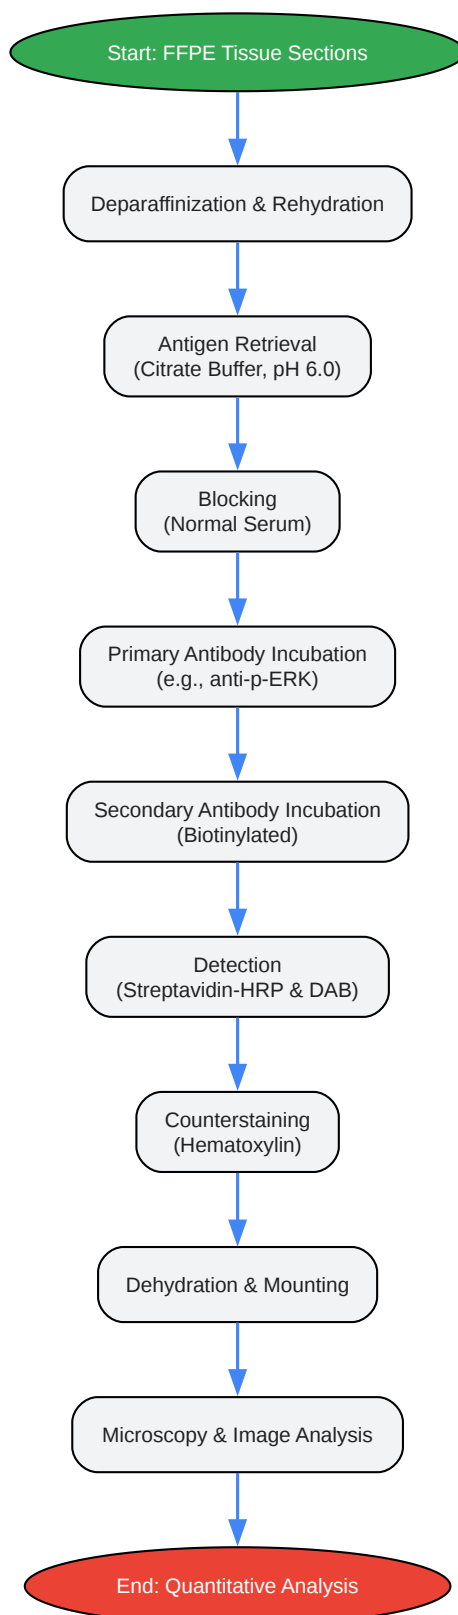 Start: FFPE Tissue Sections
Deparaffinization & Rehydration
Antigen Retrieval
(Citrate Buffer, pH 6.0)
Blocking
(Normal Serum)
Primary Antibody Incubation
(e.g., anti-p-ERK)
Secondary Antibody Incubation
(Biotinylated)
Detection
(Streptavidin-HRP & DAB)
Counterstaining
(Hematoxylin)
Dehydration & Mounting
Microscopy & Image Analysis
End: Quantitative Analysis